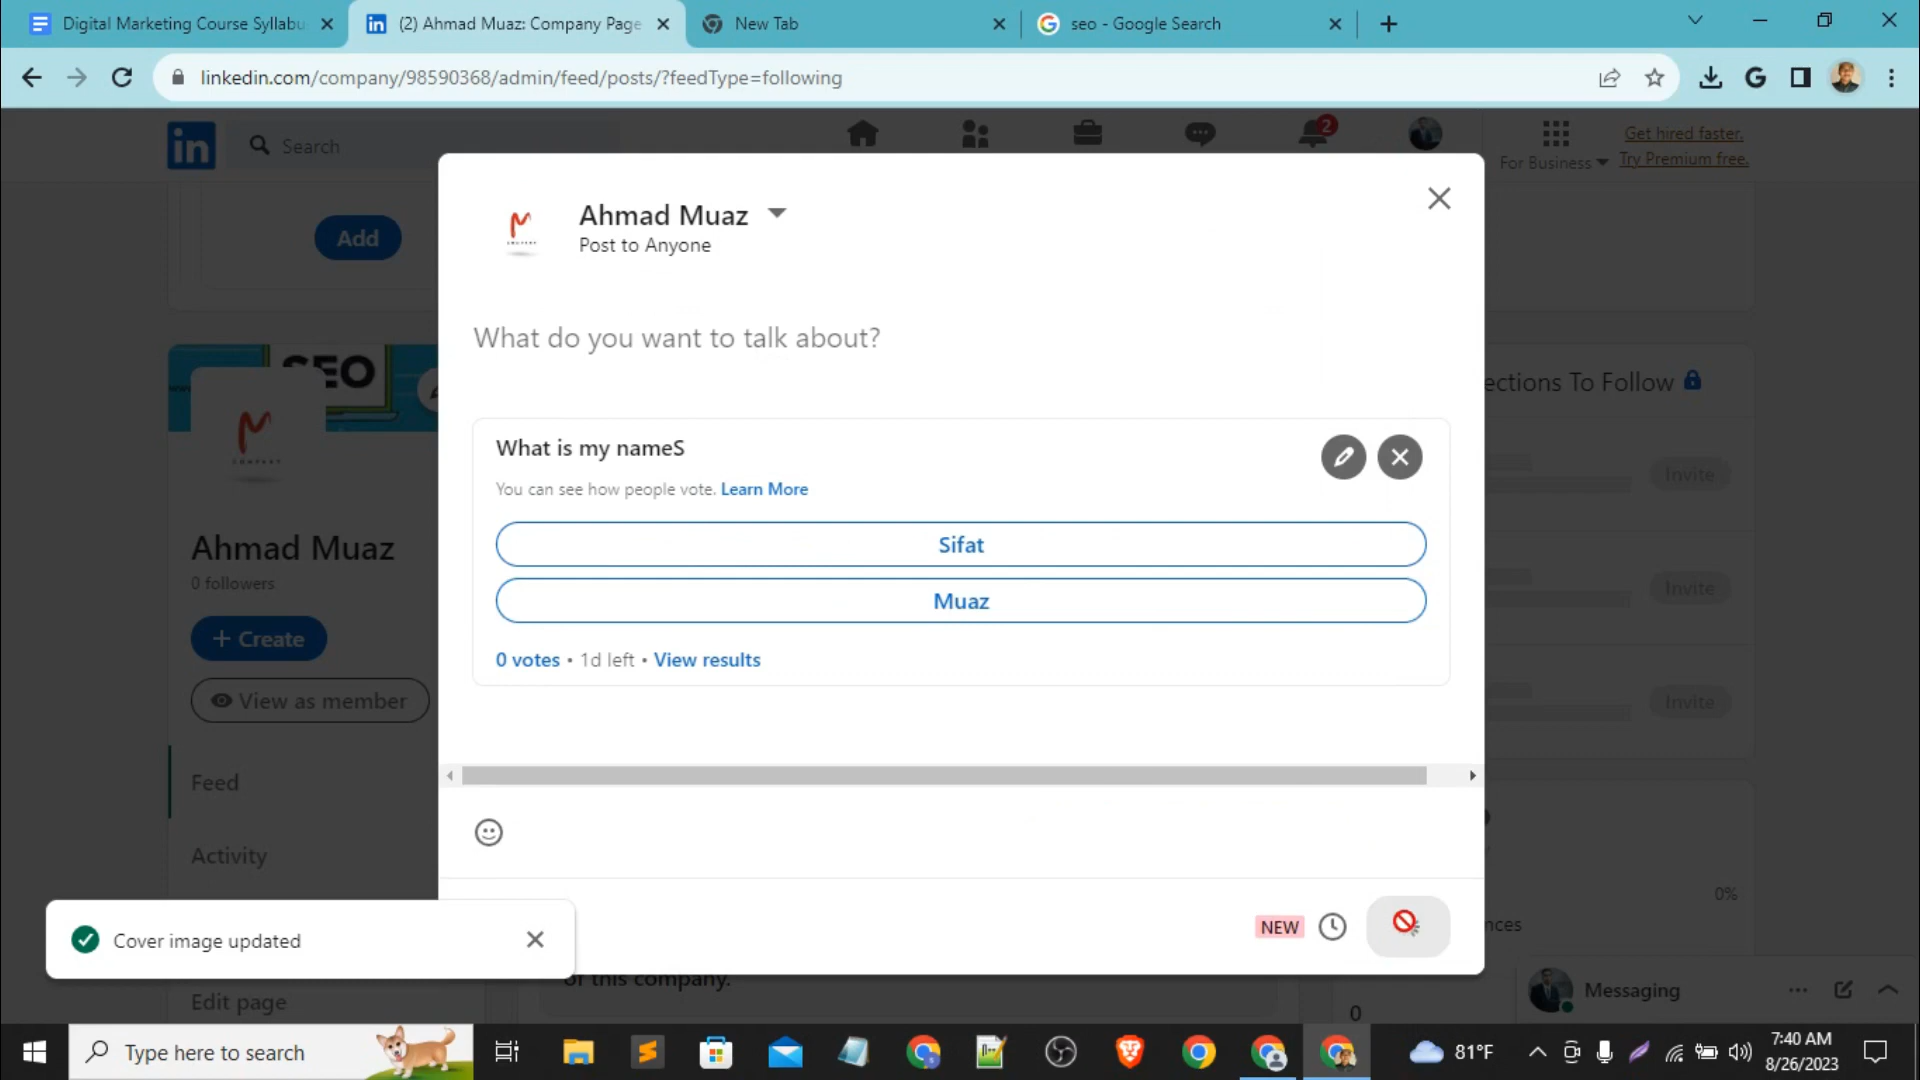 Digital Marketing Course Syllabu
(2) Ahmad Muaz: Company Page
New Tab
seo - Google Search
linkedin.com/company/98590368/admin/feed/posts/?feedType=following
in
Search
2
For Business
Get hired faster.
Try Premium free.
Add
Ahmad Muaz
Post to Anyone
What do you want to talk about?
SEO
ections To Follow
What is my nameS
You can see how people vote. Learn More
Invite
Sifat
Ahmad Muaz
0 followers
Muaz
Invite
+ Create
0 votes • 1d left • View results
View as member
Invite
Feed
Activity
0%
nces
NEW
Cover image updated
of this company.
Messaging
Edit page
0
Type here to search
81°F
7:40 AM
8/26/2023